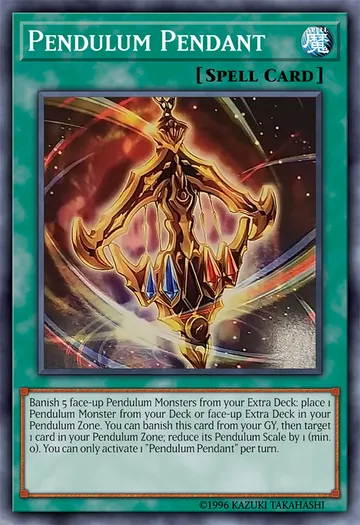 PENDULUM PENDANT
SPELL
魔
[SPELL CARD]
Banish 5 face-up Pendulum Monsters from your Extra Deck: place 1
Pendulum Monster from your Deck or face-up Extra Deck in your
Pendulum Zone. You can banish this card from your GY, then target
1 card in your Pendulum Zone; reduce its Pendulum Scale by 1 (min.
0). You can only activate 1 "Pendulum Pendant" per turn.
©1996 KAZUKI TAKAHASHI